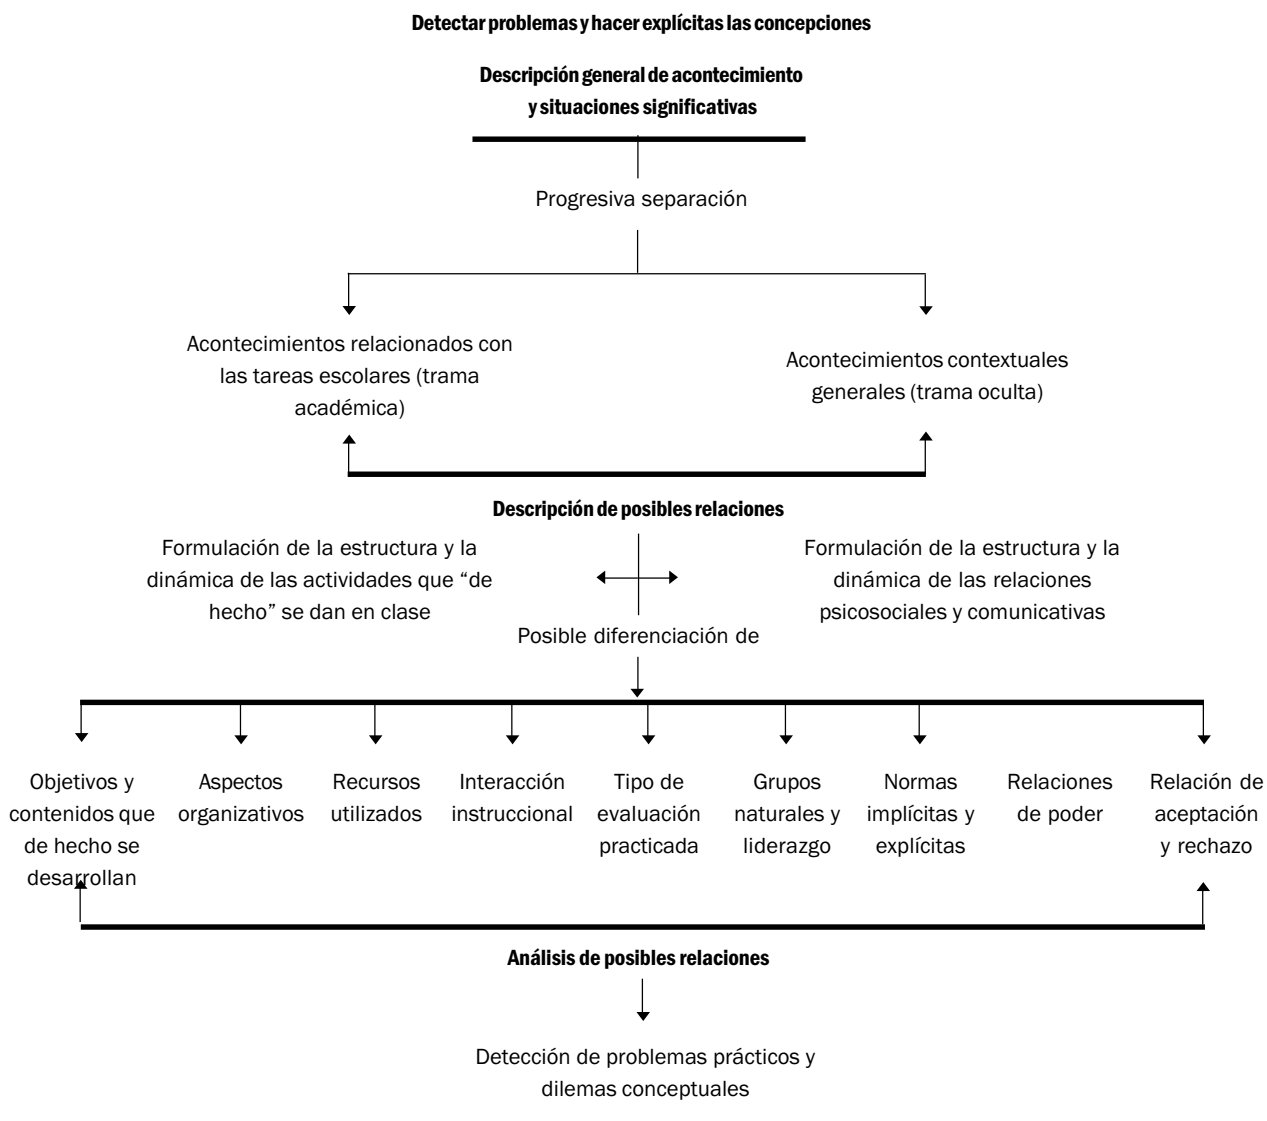 Detectar problemas y hacer explícitas las concepciones
Descripción general de acontecimiento
y situaciones significativas
Progresiva separación
Acontecimientos relacionados con
las tareas escolares (trama
académica)
Acontecimientos contextuales
generales (trama oculta)
Descripción de posibles relaciones
Formulación de la estructura y la
dinámica de las actividades que “de
hecho” se dan en clase
Formulación de la estructura y la
dinámica de las relaciones
psicosociales y comunicativas
Posible diferenciación de
Objetivos y
contenidos que
de hecho se
desarrollan
Aspectos
organizativos
Recursos
utilizados
Interacción
instruccional
Tipo de
evaluación
practicada
Grupos
naturales y
liderazgo
Normas
implícitas y
explícitas
Relaciones
de poder
Relación de
aceptación
y rechazo
Análisis de posibles relaciones
Detección de problemas prácticos y
dilemas conceptuales